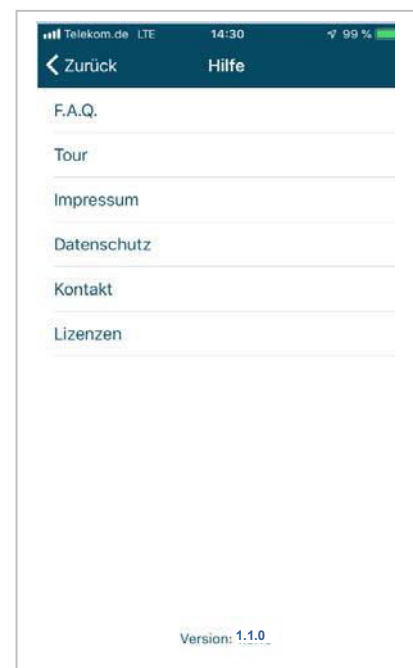 Telekom.de LTE 14:30 99 %
Zurück Hilfe
F.A.Q.
Tour
Impressum
Datenschutz
Kontakt
Lizenzen
Version: 1.1.0